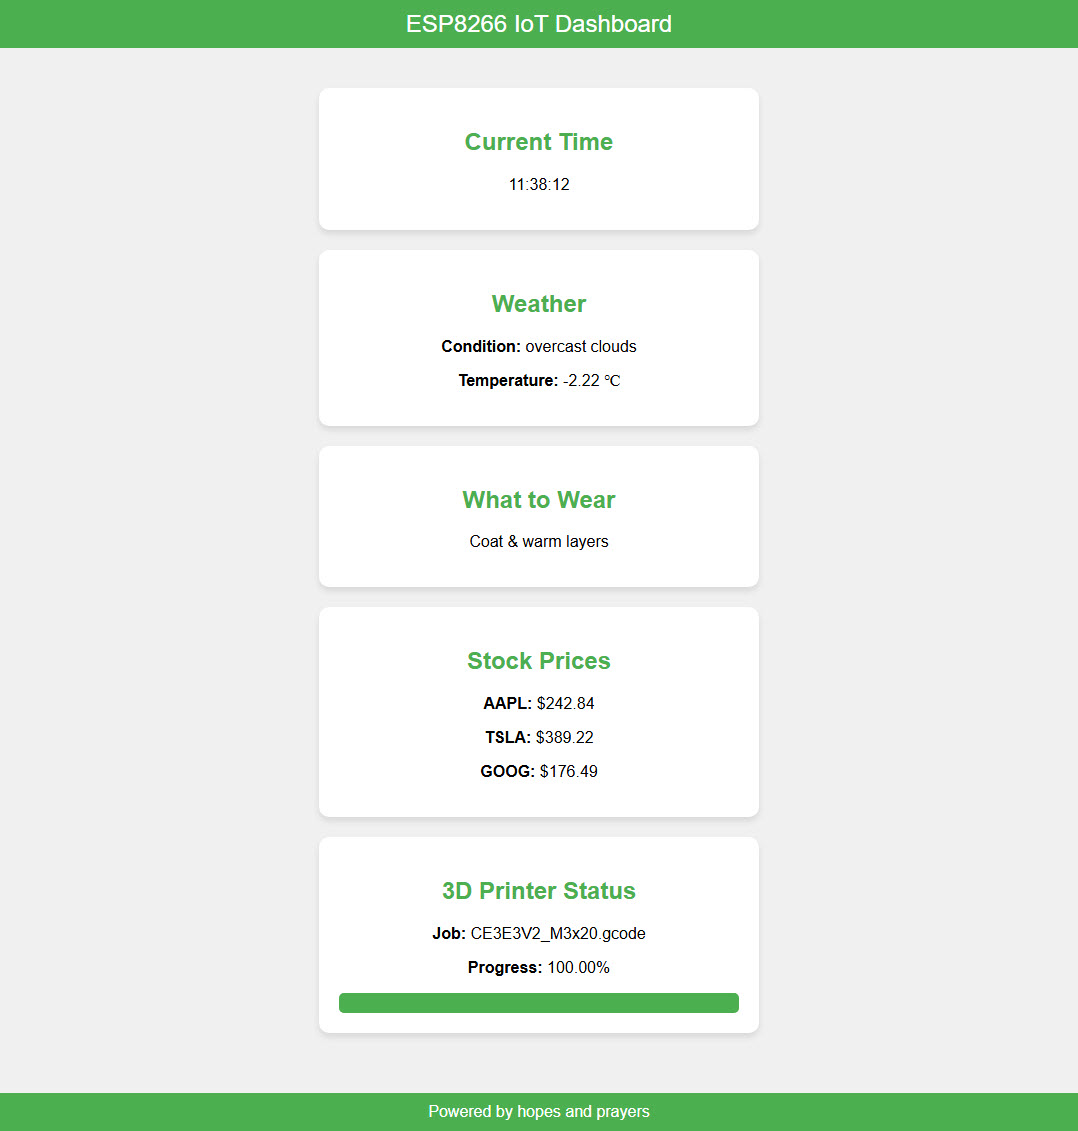 ESP8266 IoT Dashboard
Current Time
11:38:12
Weather
Condition: overcast clouds
Temperature: -2.22 °C
What to Wear
Coat & warm layers
Stock Prices
AAPL: $242.84
TSLA: $389.22
GOOG: $176.49
3D Printer Status
Job: CE3E3V2_M3x20.gcode
Progress: 100.00%
Powered by hopes and prayers